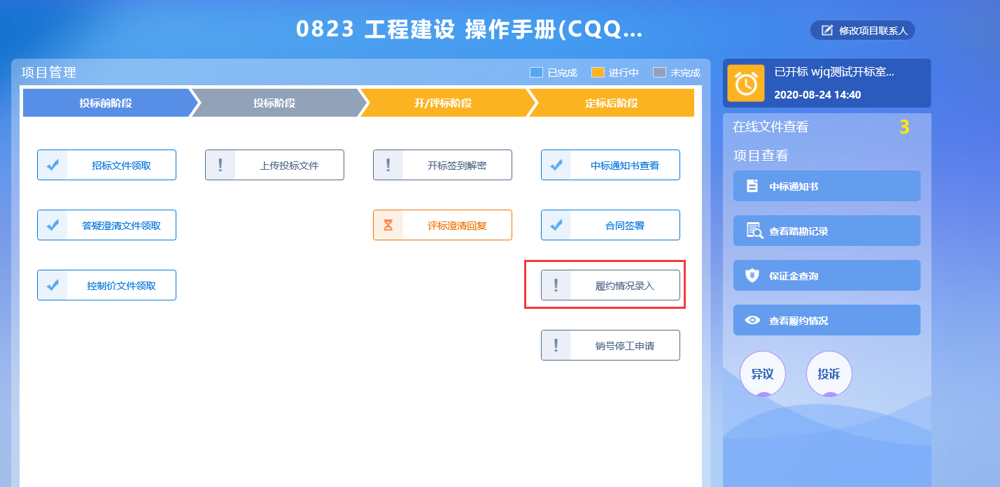 0823 工程建设 操作手册(CQQ...
修改项目联系人
项目管理
已完成
进行中
未完成
投标前阶段
投标阶段
开/评标阶段
定标后阶段
招标文件领取
上传投标文件
开标签到解密
中标通知书查看
答疑澄清文件领取
评标澄清回复
合同签署
控制价文件领取
履约情况录入
销号停工申请
已开标 wjq测试开标室...
2020-08-24 14:40
在线文件查看 3
项目查看
中标通知书
查看踏勘记录
保证金查询
查看履约情况
异议
投诉